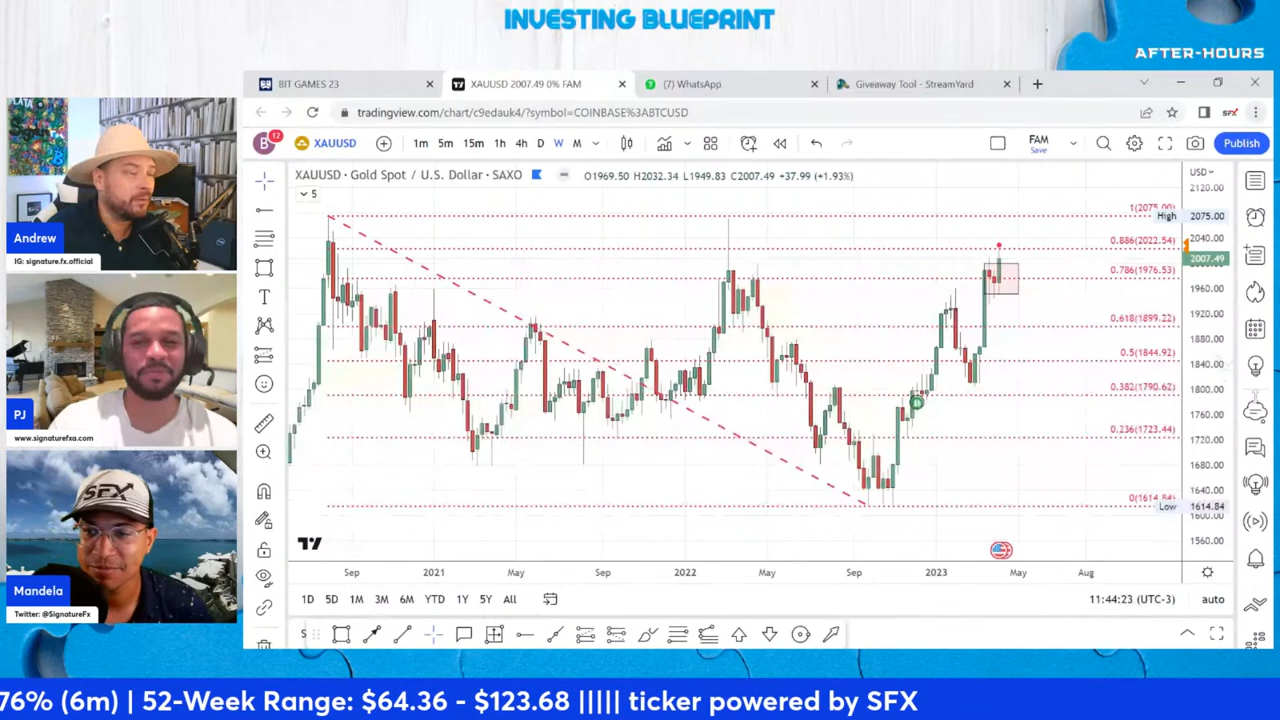 INVESTING BLUEPRINT
AFTER-HOURS
BIT GAMES 23
XAUUSD 2007.49 0% FAM
(7) WhatsApp
Giveaway Tool - StreamYard
tradingview.com/chart/c9edauk4/?symbol=COINBASE%3ABTCUSD
SFX
B
12
XAUUSD
1m 5m 15m 1h 4h D W M
FAM
Save
Publish
XAUUSD · Gold Spot / U.S. Dollar · SAXO
O1969.50 H2032.34 L1949.83 C2007.49 +37.99 (+1.93%)
USD
5
2120.00
1(2075.00)
High 2075.00
0.886(2022.54)
2040.00
2007.49
0.786(1976.53)
1960.00
0.618(1899.22)
1920.00
1880.00
0.5(1844.92)
1840.00
0.382(1790.62)
1800.00
1760.00
0.236(1723.44)
1720.00
1680.00
1640.00
0(1614.84)
Low 1614.84
1600.00
1560.00
Sep 2021 May Sep 2022 May Sep 2023 May Aug
1D 5D 1M 3M 6M YTD 1Y 5Y All
11:44:23 (UTC-3)
auto
S
Andrew
IG: signature.fx.official
PJ
www.signaturefxa.com
SFX
Mandela
Twitter: @SignatureFx
76% (6m) | 52-Week Range: $64.36 - $123.68 ||||| ticker powered by SFX